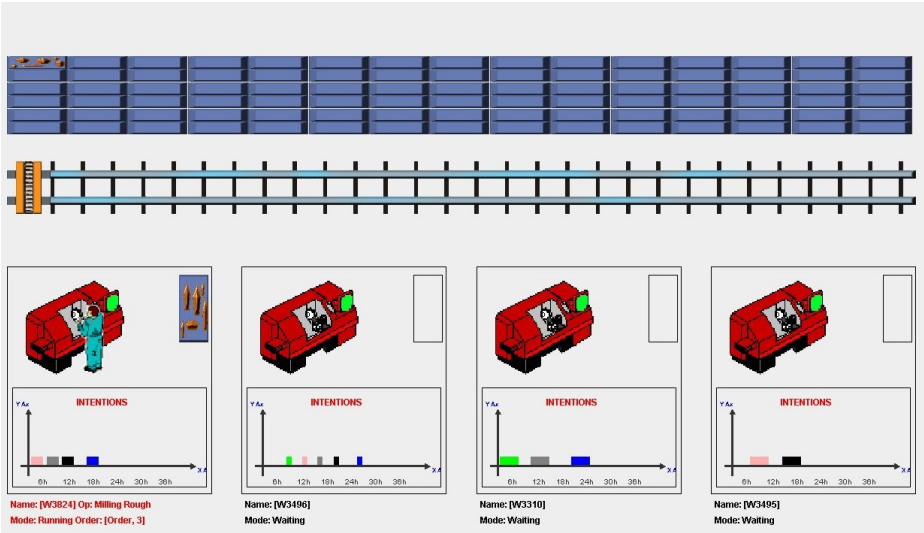 INTENTIONS
Y Ax
X A
6h 12h 18h 24h 30h 36h
Name: [W3824] Op: Milling Rough
Mode: Running Order: [Order, 3]
INTENTIONS
Y Ax
X A
6h 12h 18h 24h 30h 36h
Name: [W3496]
Mode: Waiting
INTENTIONS
Y Ax
X A
6h 12h 18h 24h 30h 36h
Name: [W3310]
Mode: Waiting
INTENTIONS
Y Ax
X A
6h 12h 18h 24h 30h 36h
Name: [W3495]
Mode: Waiting